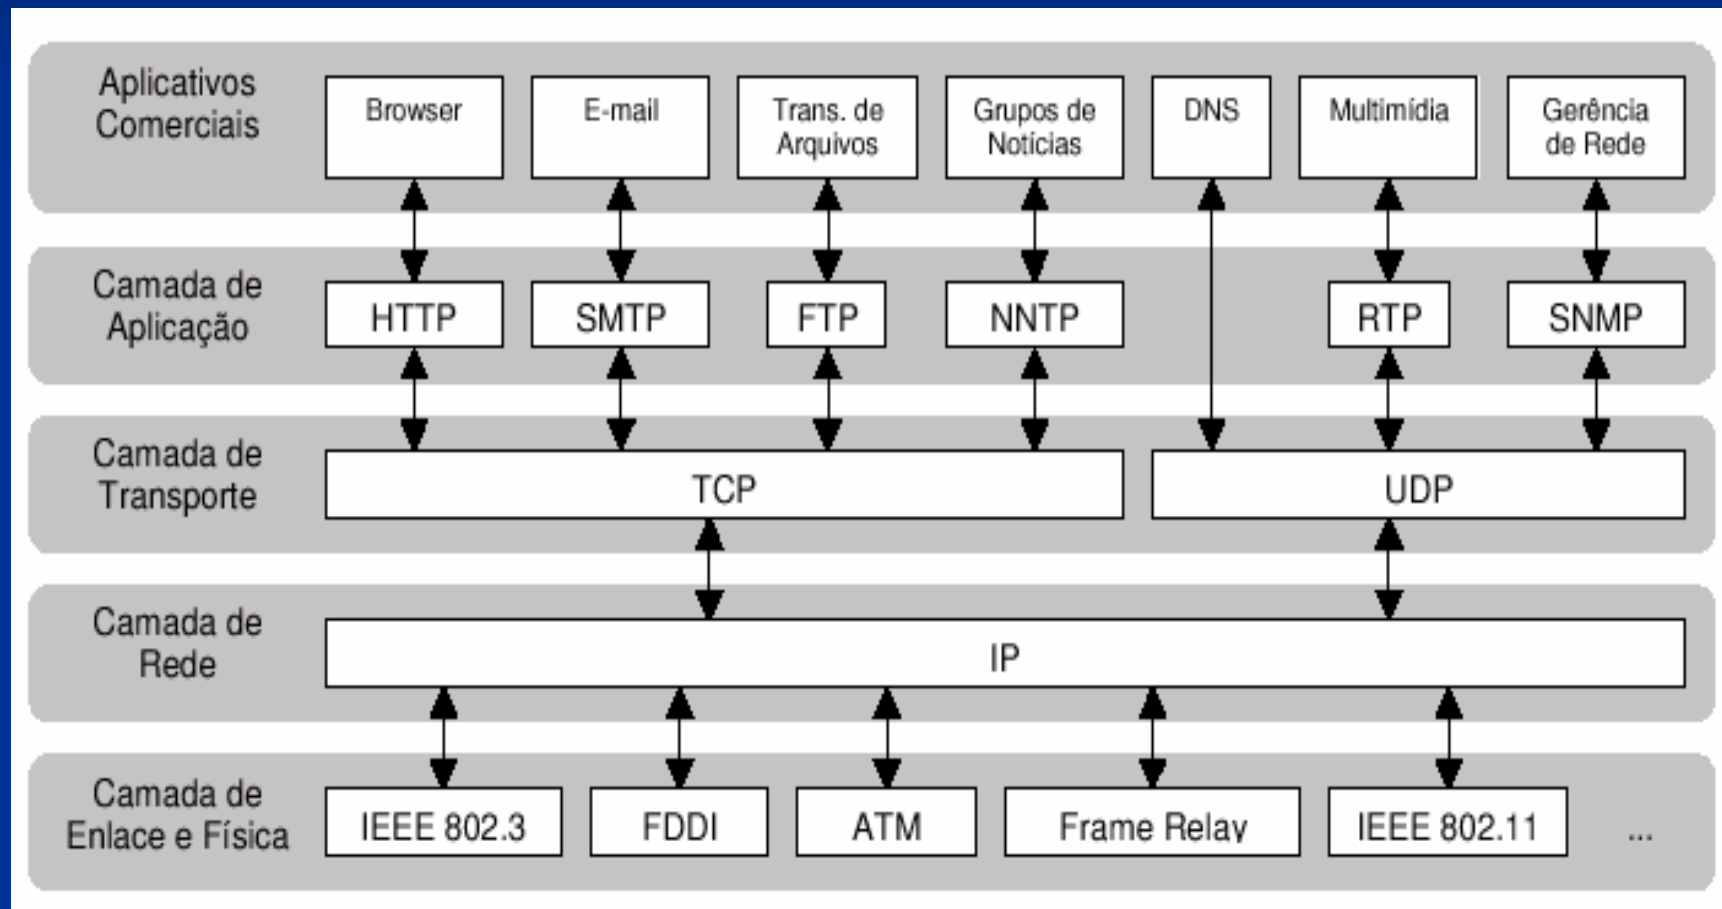 Aplicativos
Comerciais
Browser
E-mail
Trans. de
Arquivos
Grupos de
Notícias
DNS
Multimídia
Gerência
de Rede
Camada de
Aplicação
HTTP
SMTP
FTP
NNTP
RTP
SNMP
Camada de
Transporte
TCP
UDP
Camada de
Rede
IP
Camada de
Enlace e Física
IEEE 802.3
FDDI
ATM
Frame Relay
IEEE 802.11
...